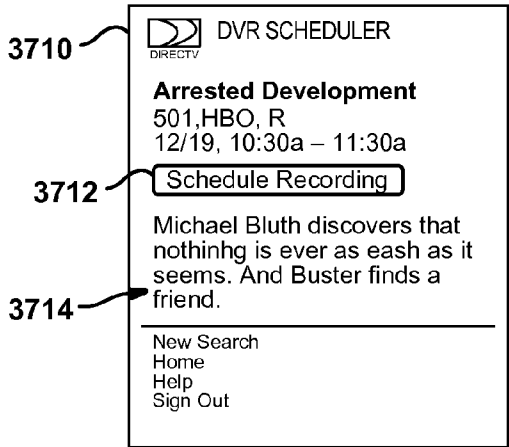 3710
DIRECTV
DVR SCHEDULER
Arrested Development
501,HBO, R
12/19, 10:30a – 11:30a
3712
Schedule Recording
Michael Bluth discovers that
nothinhg is ever as eash as it
seems. And Buster finds a
3714
friend.
New Search
Home
Help
Sign Out